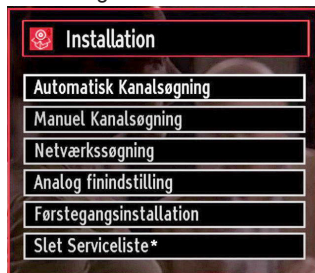 Installation
Automatisk Kanalsøgning
Manuel Kanalsøgning
Netværkssøgning
Analog finindstilling
Førstegangsinstallation
Slet Serviceliste*